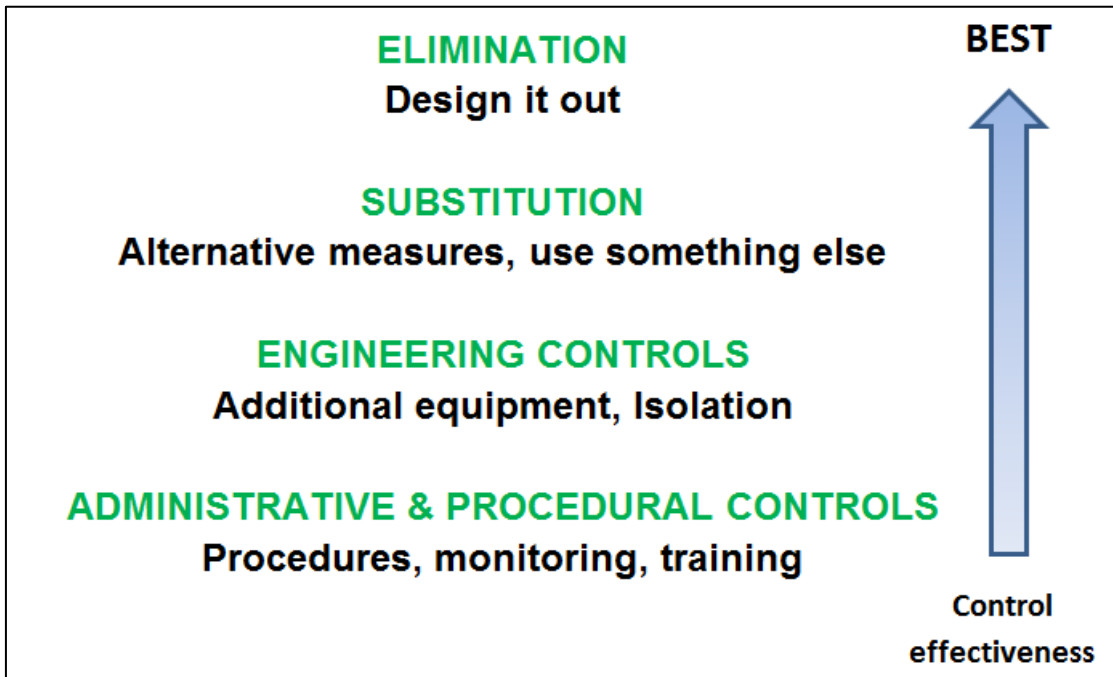 ELIMINATION
Design it out
SUBSTITUTION
Alternative measures, use something else
ENGINEERING CONTROLS
Additional equipment, Isolation
ADMINISTRATIVE & PROCEDURAL CONTROLS
Procedures, monitoring, training
BEST
Control
effectiveness